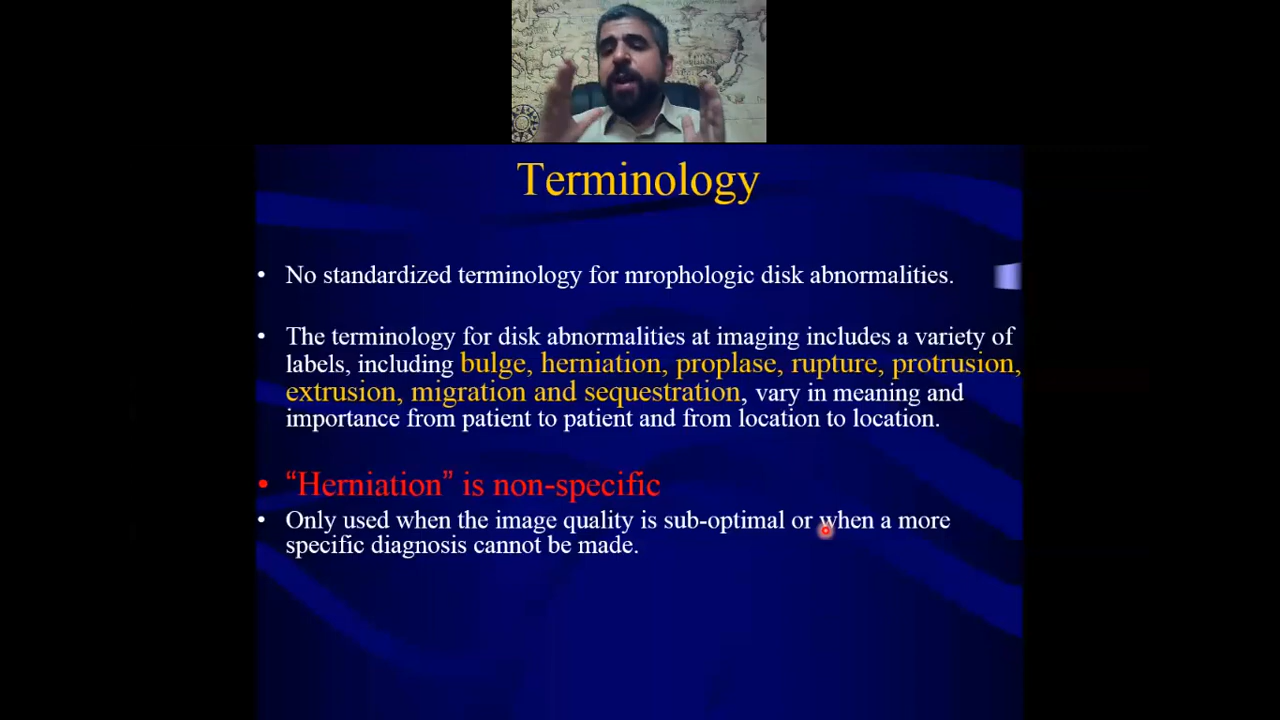 Terminology
• No standardized terminology for mrophologic disk abnormalities.
• The terminology for disk abnormalities at imaging includes a variety of
labels, including bulge, herniation, proplase, rupture, protrusion,
extrusion, migration and sequestration, vary in meaning and
importance from patient to patient and from location to location.
• “Herniation” is non-specific
• Only used when the image quality is sub-optimal or when a more
specific diagnosis cannot be made.